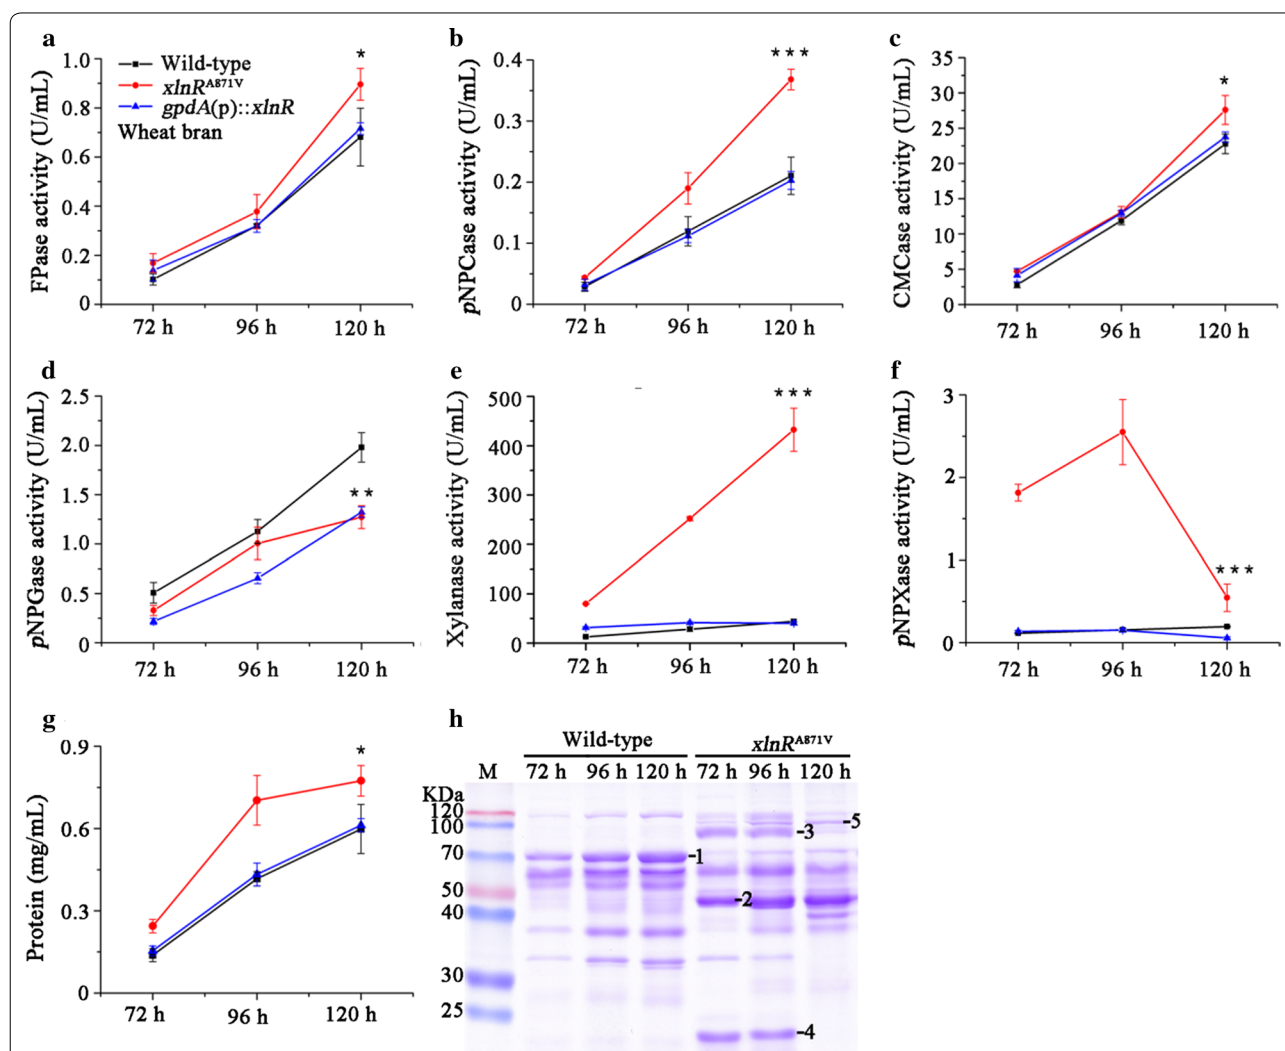 a
FPase activity (U/mL)
1.0
0.8
0.6
0.4
0.2
0
72 h 96 h 120 h
Wild-type
xlnR^A871V
gpdA(p)::xlnR
Wheat bran
*
b
pNPCase activity (U/mL)
0.4
0.3
0.2
0.1
0
72 h 96 h 120 h
***
c
CMCase activity (U/mL)
35
30
25
20
15
10
5
0
72 h 96 h 120 h
*
d
pNPGase activity (U/mL)
2.5
2.0
1.5
1.0
0.5
0
72 h 96 h 120 h
**
e
Xylanase activity (U/mL)
500
400
300
200
100
0
72 h 96 h 120 h
***
f
pNPXase activity (U/mL)
3
2
1
0
72 h 96 h 120 h
***
g
Protein (mg/mL)
0.9
0.6
0.3
0
72 h 96 h 120 h
*
h
Wild-type xlnR^A871V
M 72 h 96 h 120 h 72 h 96 h 120 h
KDa
120
100
70
50
40
30
25
-1
-2
-3
-4
-5